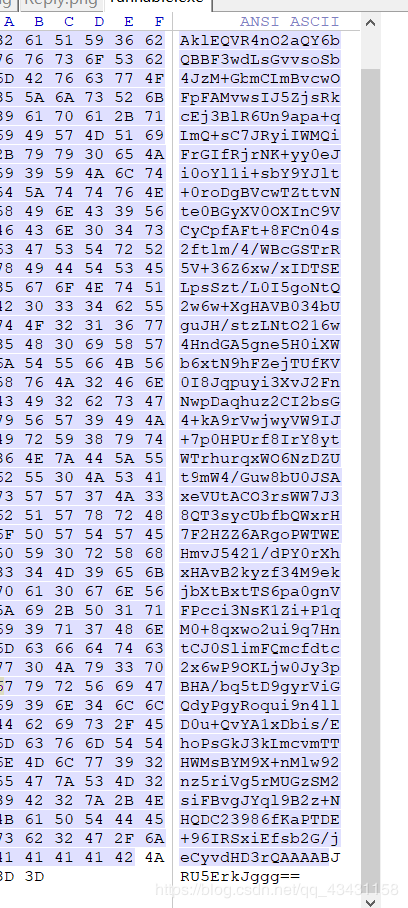 Reply.png
A B C D E F ANSI ASCII
32 61 51 59 36 62 AklEQVR4nO2aQY6b
76 76 73 6F 53 62 QBBF3wdLsGvvsoSb
6D 42 76 63 77 4F 4JzM+GbmCImBvcwO
35 5A 6A 73 52 6B FpFAMvwsIJ5ZjsRk
39 61 70 61 2B 71 cEj3BlR6Un9apa+q
69 49 57 4D 51 69 ImQ+sC7JRyiIWMQi
2B 79 79 30 65 4A FrGIfRjrNK+yy0eJ
59 39 59 4A 6C 74 i0oYl1i+sbY9YJlt
54 5A 74 74 76 4E +0roDgBVcwTZttvN
58 49 6E 43 39 56 te0BGyXV0OXInC9V
46 43 6E 30 34 73 CyCpfAFt+8FCn04s
63 47 53 54 72 52 2ftlm/4/WBcGSTrR
78 49 44 54 53 45 5V+36Z6xw/xIDTSE
35 67 6F 4E 74 51 LpsSzt/L0I5goNtQ
42 30 33 34 62 55 2w6w+XgHAVB034bU
74 4F 32 31 36 77 guJH/stzLNtO216w
35 48 30 69 58 57 4HndGA5gne5H0iXW
6A 54 55 66 4B 56 b6xtN9hFZejTUfKV
58 76 4A 32 46 6E 0I8Jqpuyi3XvJ2Fn
43 49 32 62 73 47 NwpDaqhuz2CI2bsG
79 56 57 39 49 4A 4+kA9rVwjwyVW9IJ
49 72 59 38 79 74 +7p0HPUrf8IrY8yt
36 4E 7A 44 5A 55 WTrhurqxWO6NzDZU
62 55 30 4A 53 41 t9mW4/Guw8bU0JSA
73 57 57 37 4A 33 xeVUtACO3rsWW7J3
62 51 57 78 72 48 8QT3sycUbfbQWxrH
6F 50 57 54 57 45 7F2HZZ6ARgoPWTWE
50 59 30 72 58 68 HmvJ5421/dPY0rXh
33 34 4D 39 65 6B xHAvB2kyzf34M9ek
70 61 30 67 6E 56 jbXtBxtTS6pa0gnV
5A 69 2B 50 31 71 FPcci3NsK1Zi+P1q
69 39 71 37 48 6E M0+8qxwo2ui9q7Hn
6D 63 66 64 74 63 tCJ0SlimFQmcfdtc
77 30 4A 79 33 70 2x6wP9OKLjw0Jy3p
67 79 72 56 69 47 BHA/bq5tD9gyrViG
69 39 6E 34 6C 6C QdyPgyRoqui9n4ll
44 62 69 73 2F 45 D0u+QvYA1xDbis/E
6D 63 76 6D 54 54 hoPsGkJ3kImcvmTT
6E 4D 6C 77 39 32 HWMsBYM9X+nMlw92
55 47 7A 53 4D 32 nz5riVg5rMUGzSM2
39 42 32 7A 2B 4E siFBvgJYql9B2z+N
4B 61 50 54 44 45 HQDC23986fKaPTDE
73 62 32 47 2F 6A +96IRSxiEfsb2G/j
41 41 41 41 42 4A eCyvdHD3rQAAAABJ
3D 3D RU5ErkJggg==
https://blog.csdn.net/qq_43431158